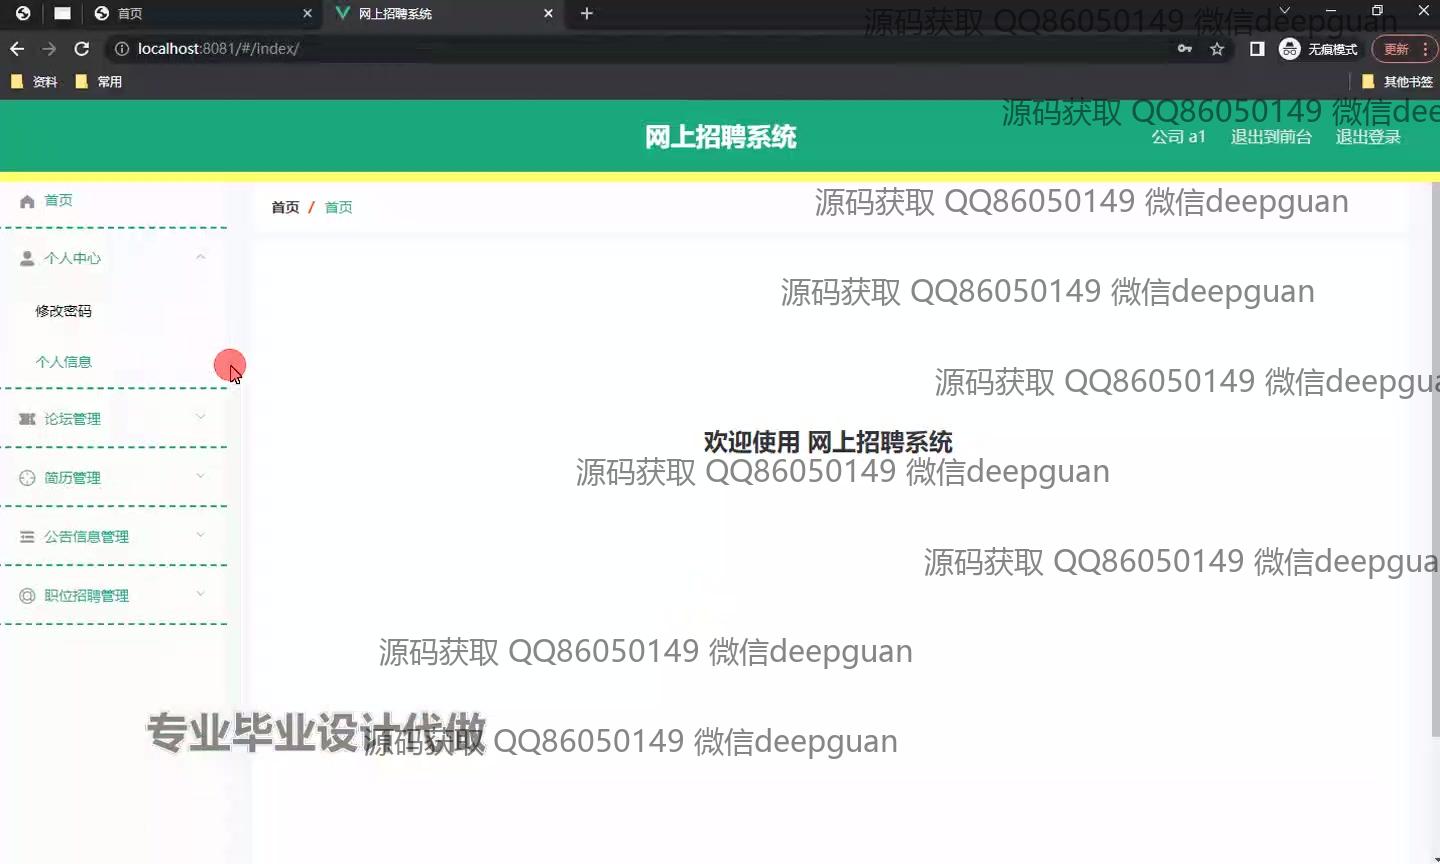 首页
网上招聘系统
源码获取 QQ86050149 微信deepguan
localhost:8081/#/index/
无痕模式
更新
资料
常用
其他书签
源码获取 QQ86050149 微信dee
网上招聘系统
公司 a1
退出到前台
退出登录
首页
首页 / 首页
源码获取 QQ86050149 微信deepguan
个人中心
源码获取 QQ86050149 微信deepguan
修改密码
个人信息
源码获取 QQ86050149 微信deepgua
论坛管理
欢迎使用 网上招聘系统
源码获取 QQ86050149 微信deepguan
简历管理
公告信息管理
源码获取 QQ86050149 微信deepgua
职位招聘管理
源码获取 QQ86050149 微信deepguan
专业毕业设计代做
源码获取 QQ86050149 微信deepguan